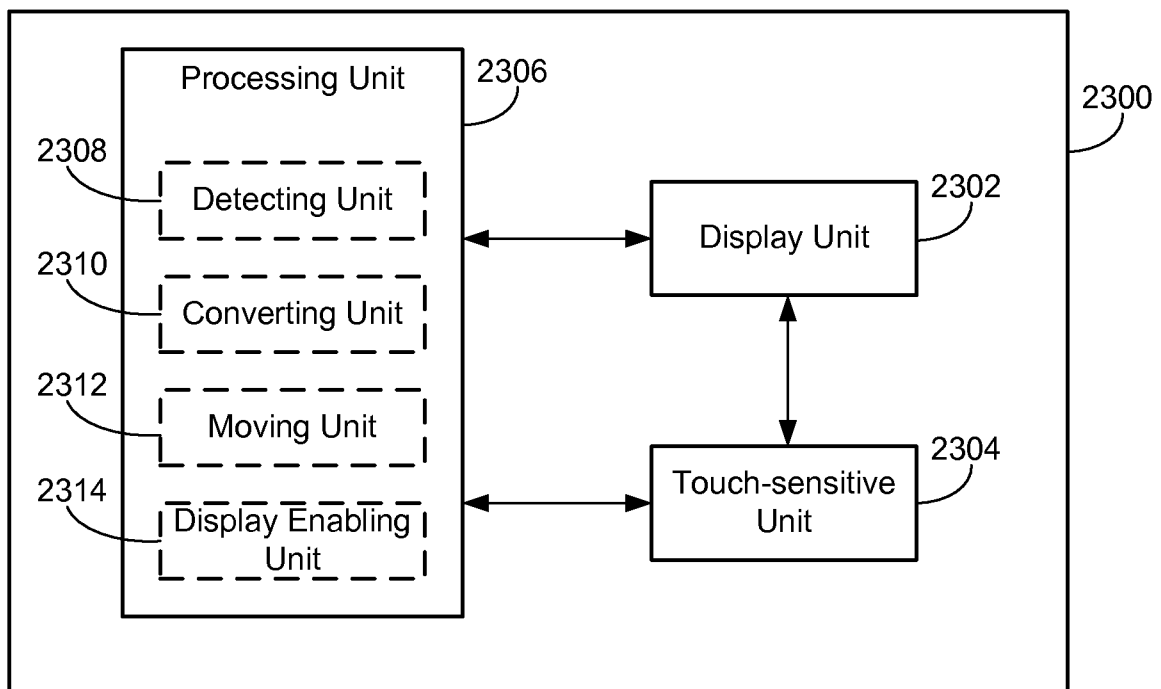 Processing Unit
2306
2300
2308
Detecting Unit
2302
Display Unit
2310
Converting Unit
2312
Moving Unit
2304
Touch-sensitive
Unit
2314
Display Enabling
Unit